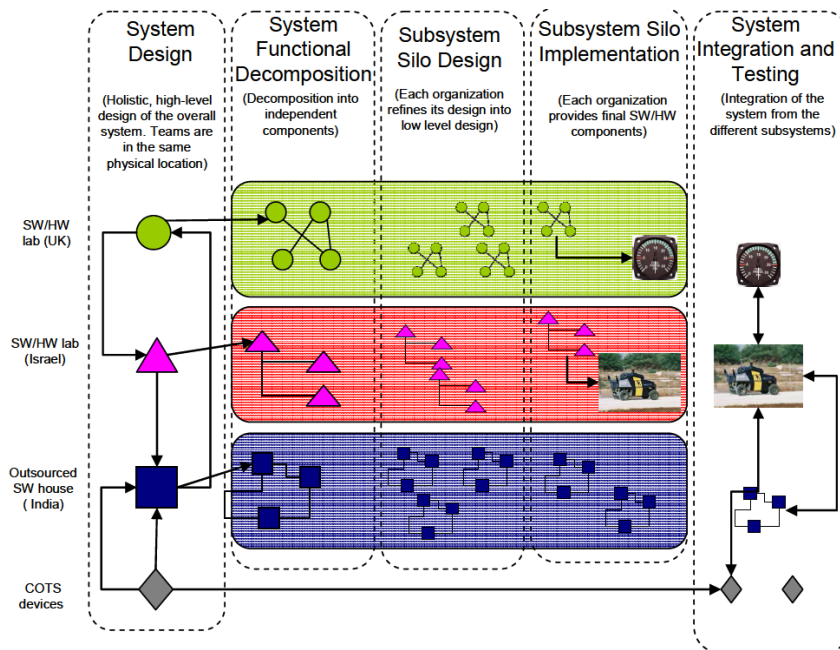 System
Design
(Holistic, high-level
design of the overall
system. Teams are
in the same
physical location)
System
Functional
Decomposition
(Decomposition into
independent
components)
Subsystem
Silo Design
(Each organization
refines its design into
low level design)
Subsystem Silo
Implementation
(Each organization
provides final SW/HW
components)
System
Integration and
Testing
(Integration of the
system from the
different subsystems)
SW/HW
lab (UK)
SW/HW lab
(Israel)
Outsourced
SW house
( India)
COTS
devices